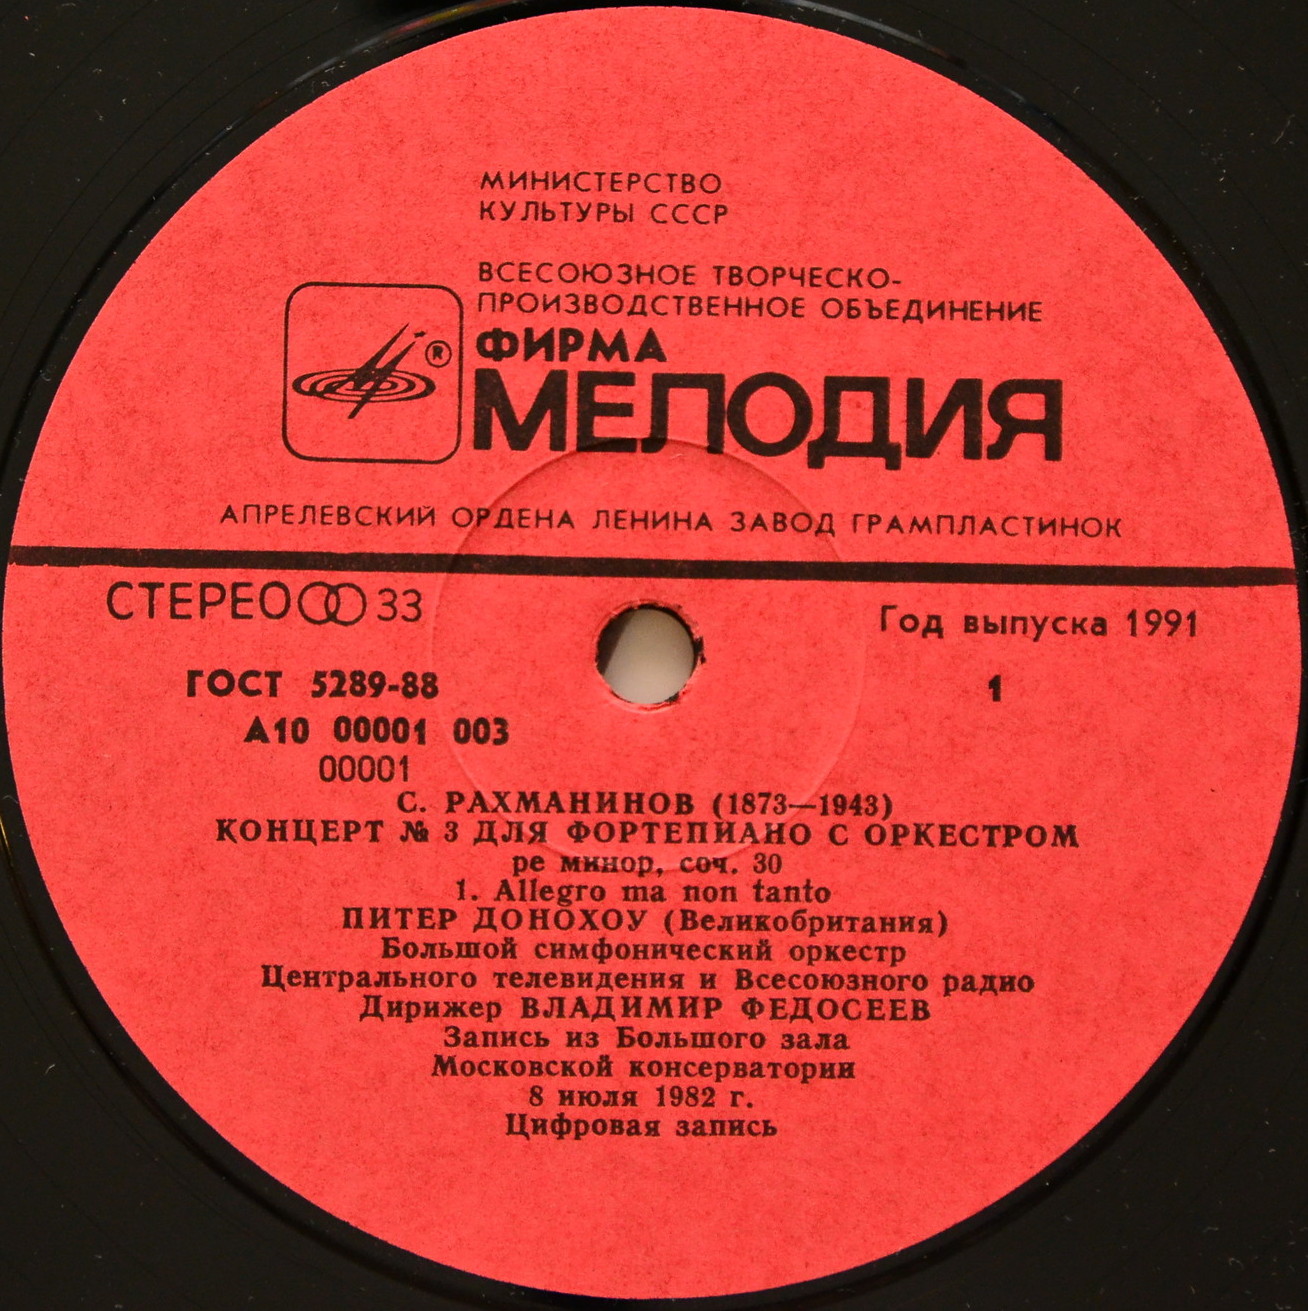 МИНИСТЕРСТВО
КУЛЬТУРЫ СССР
ВСЕСОЮЗНОЕ ТВОРЧЕСКО-
ПРОИЗВОДСТВЕННОЕ ОБЪЕДИНЕНИЕ
®
ФИРМА
МЕЛОДИЯ
АПРЕЛЕВСКИЙ ОРДЕНА ЛЕНИНА ЗАВОД ГРАМПЛАСТИНОК
СТЕРЕО 33
Год выпуска 1991
ГОСТ 5289-88
1
А10 00001 003
00001
С. РАХМАНИНОВ (1873—1943)
КОНЦЕРТ № 3 ДЛЯ ФОРТЕПИАНО С ОРКЕСТРОМ
ре минор, соч. 30
1. Allegro ma non tanto
ПИТЕР ДОНОХОУ (Великобритания)
Большой симфонический оркестр
Центрального телевидения и Всесоюзного радио
Дирижер ВЛАДИМИР ФЕДОСЕЕВ
Запись из Большого зала
Московской консерватории
8 июля 1982 г.
Цифровая запись